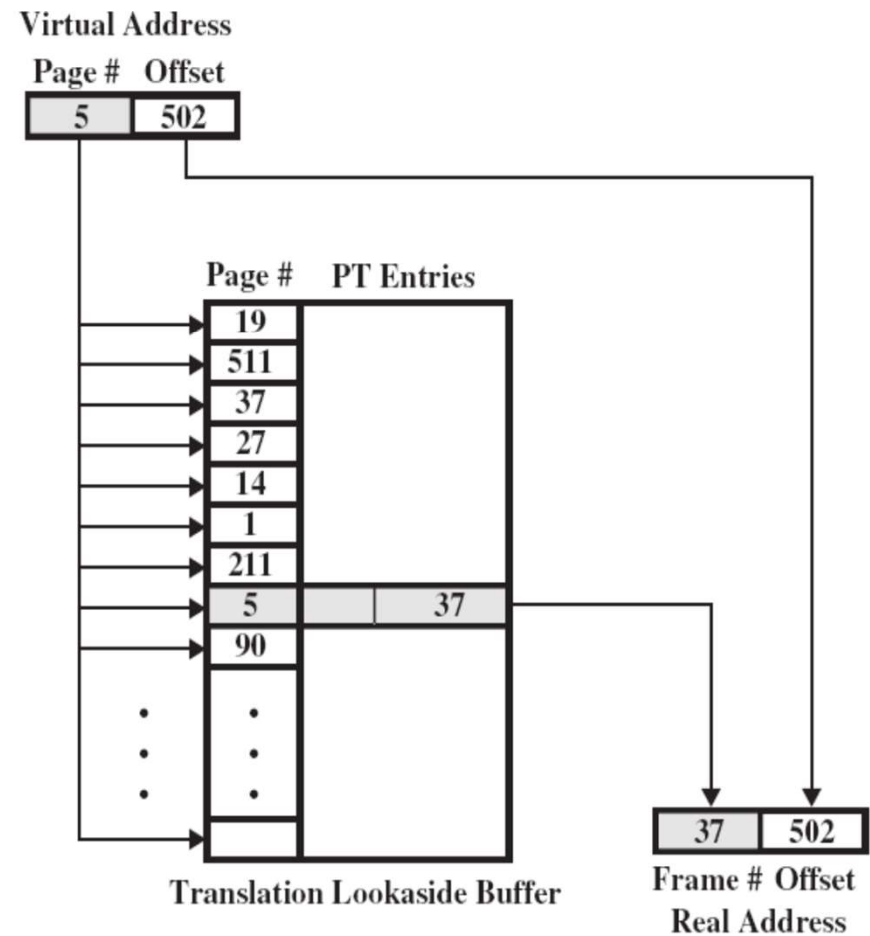 Virtual Address
Page # Offset
5 502
Page # PT Entries
19
511
37
27
14
1
211
5 37
90
37 502
Translation Lookaside Buffer
Frame # Offset
Real Address